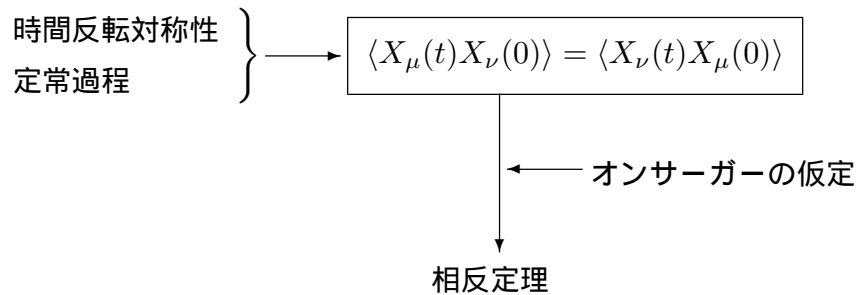 時間反転対称性
定常過程
⟨X_μ(t)X_ν(0)⟩ = ⟨X_ν(t)X_μ(0)⟩
オンサーガーの仮定
相反定理